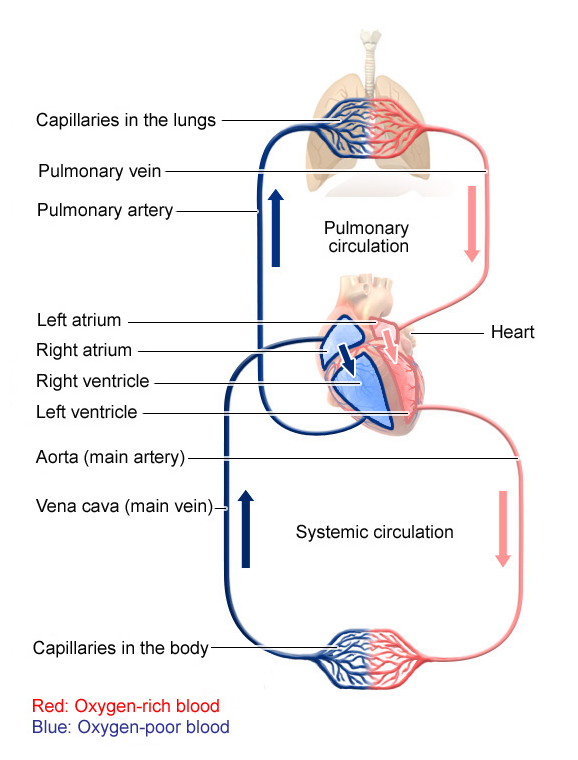 Capillaries in the lungs
Pulmonary vein
Pulmonary artery
Pulmonary
circulation
Left atrium
Heart
Right atrium
Right ventricle
Left ventricle
Aorta (main artery)
Vena cava (main vein)
Systemic circulation
Capillaries in the body
Red: Oxygen-rich blood
Blue: Oxygen-poor blood